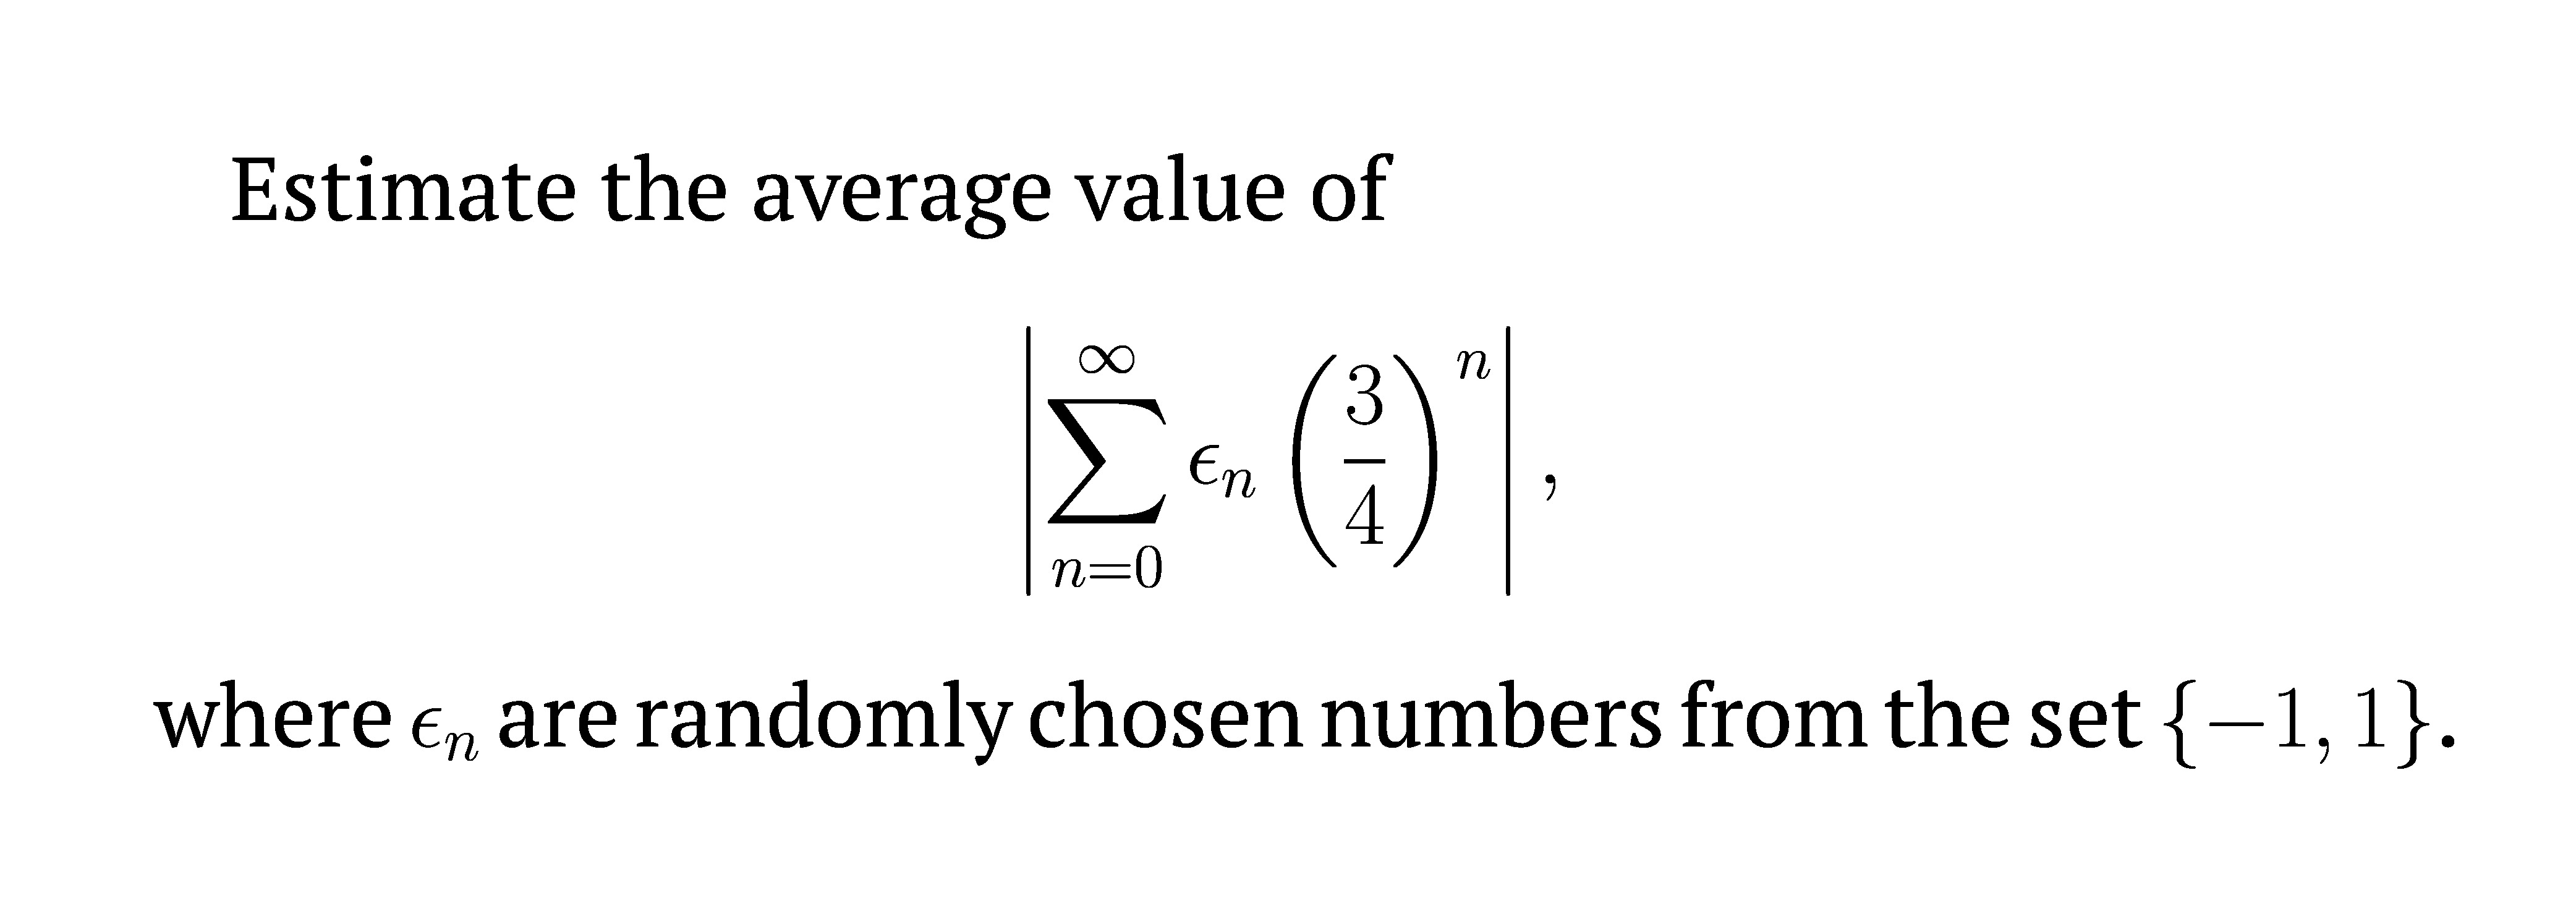 Estimate the average value of
$$\left| \sum_{n=0}^{\infty} \epsilon_n \left( \frac{3}{4} \right)^n \right|,$$
where $\epsilon_n$ are randomly chosen numbers from the set $\{-1, 1\}$.